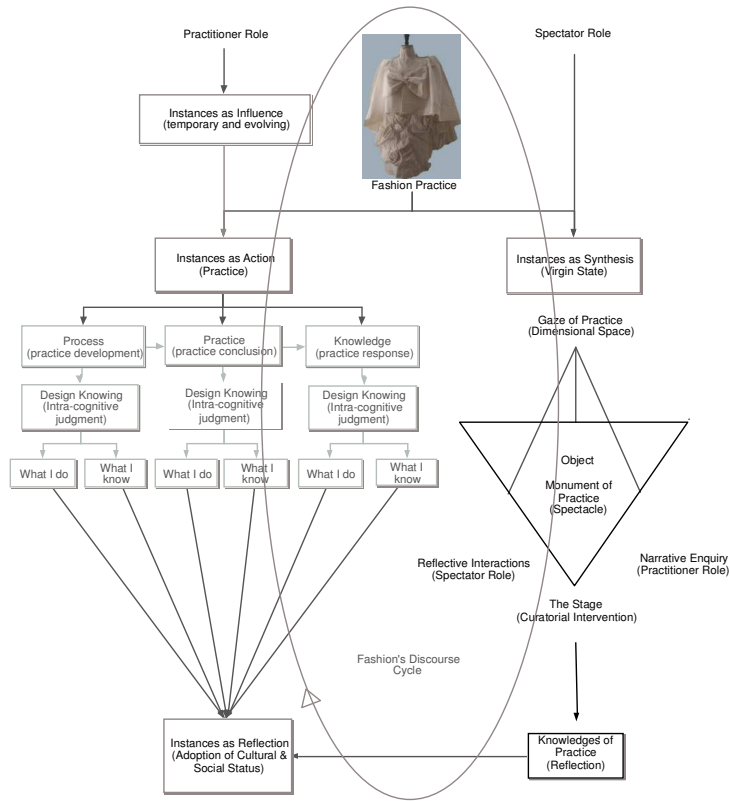 Practitioner Role
Spectator Role
Instances as Influence
(temporary and evolving)
Fashion Practice
Instances as Action
(Practice)
Instances as Synthesis
(Virgin State)
Gaze of Practice
(Dimensional Space)
Process
(practice development)
Practice
(practice conclusion)
Knowledge
(practice response)
Design Knowing
(Intra-cognitive
judgment)
Design Knowing
(Intra-cognitive
judgment)
Design Knowing
(Intra-cognitive
judgment)
What I do
What I
know
What I do
What I
know
What I do
What I
know
Object
Monument of
Practice
(Spectacle)
Reflective Interactions
(Spectator Role)
Narrative Enquiry
(Practitioner Role)
The Stage
(Curatorial Intervention)
Fashion's Discourse
Cycle
Instances as Reflection
(Adoption of Cultural &
Social Status)
Knowledges of
Practice
(Reflection)